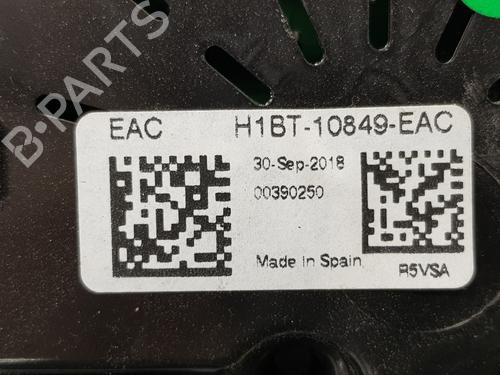 B-PARTS
EAC H1BT-10849-EAC
30-Sep-2018
00390250
Made in Spain
R5VSA